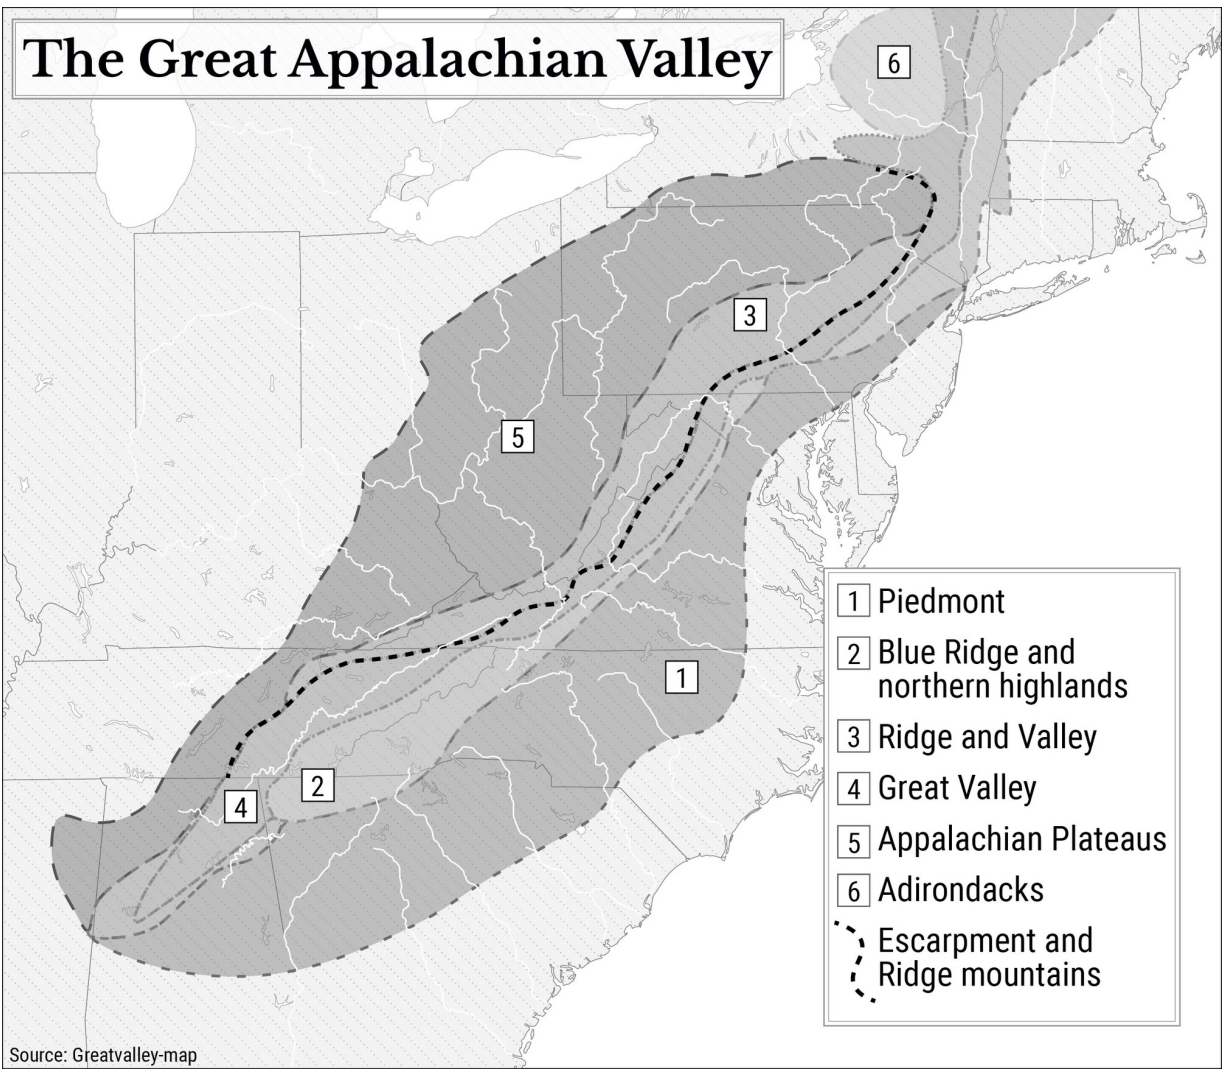 The Great Appalachian Valley
6
3
5
1
2
4
1 Piedmont
2 Blue Ridge and
northern highlands
3 Ridge and Valley
4 Great Valley
5 Appalachian Plateaus
6 Adirondacks
Escarpment and
Ridge mountains
Source: Greatvalley-map